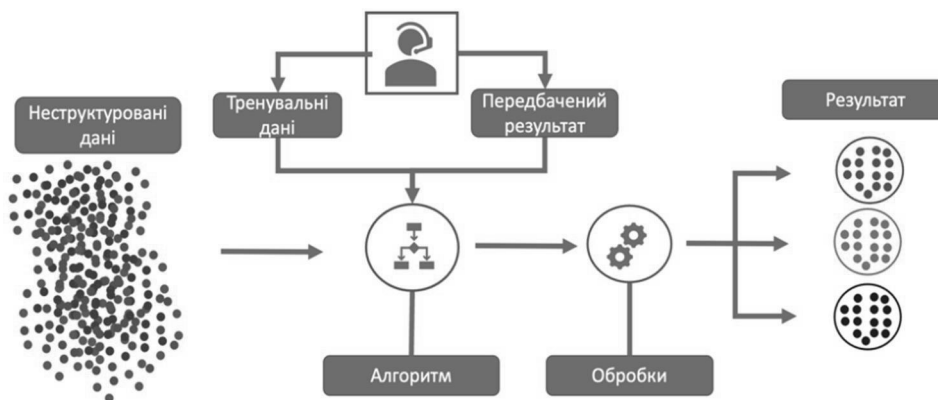 Неструктуровані
дані
Тренувальні
дані
Передбачений
результат
Результат
Алгоритм
Обробки